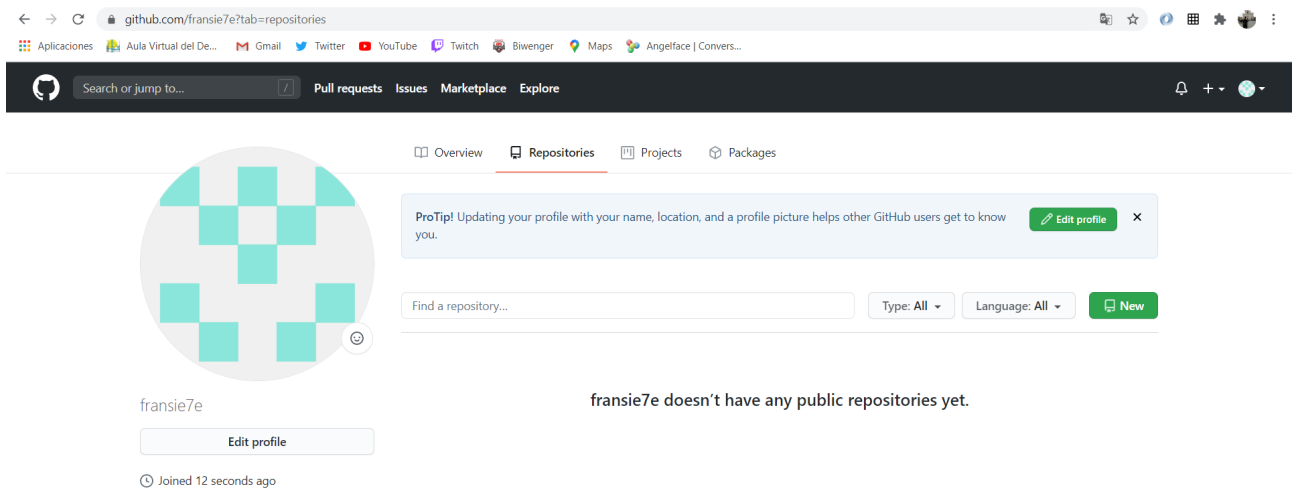 github.com/fransie7e?tab=repositories
Aplicaciones Aula Virtual del De... Gmail Twitter YouTube Twitch Biwenger Maps Angelface | Convers...
Search or jump to... / Pull requests Issues Marketplace Explore
Overview Repositories Projects Packages
ProTip! Updating your profile with your name, location, and a profile picture helps other GitHub users get to know
you.
Edit profile
Find a repository... Type: All Language: All New
fransie7e doesn't have any public repositories yet.
fransie7e
Edit profile
Joined 12 seconds ago